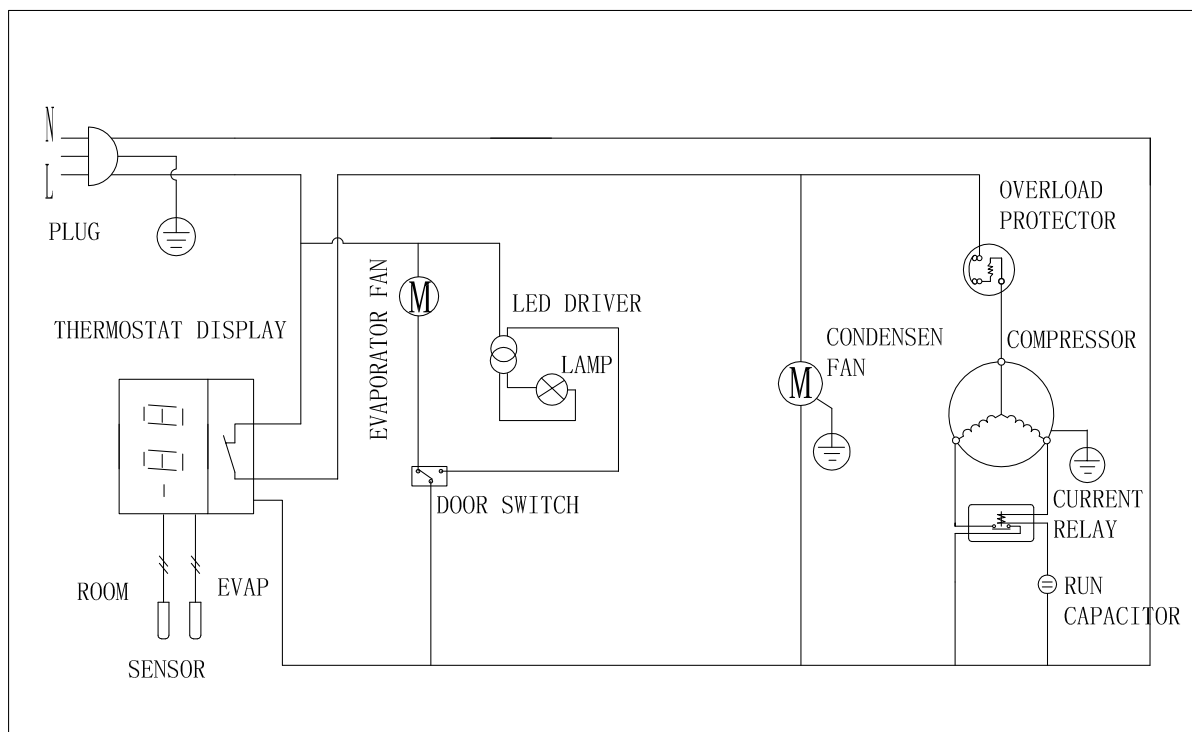 N
L
PLUG
OVERLOAD
PROTECTOR
EVAPORATOR FAN
M
LED DRIVER
THERMOSTAT DISPLAY
LAMP
CONDENSEN
FAN
M
COMPRESSOR
DOOR SWITCH
CURRENT
RELAY
ROOM
EVAP
RUN
CAPACITOR
SENSOR